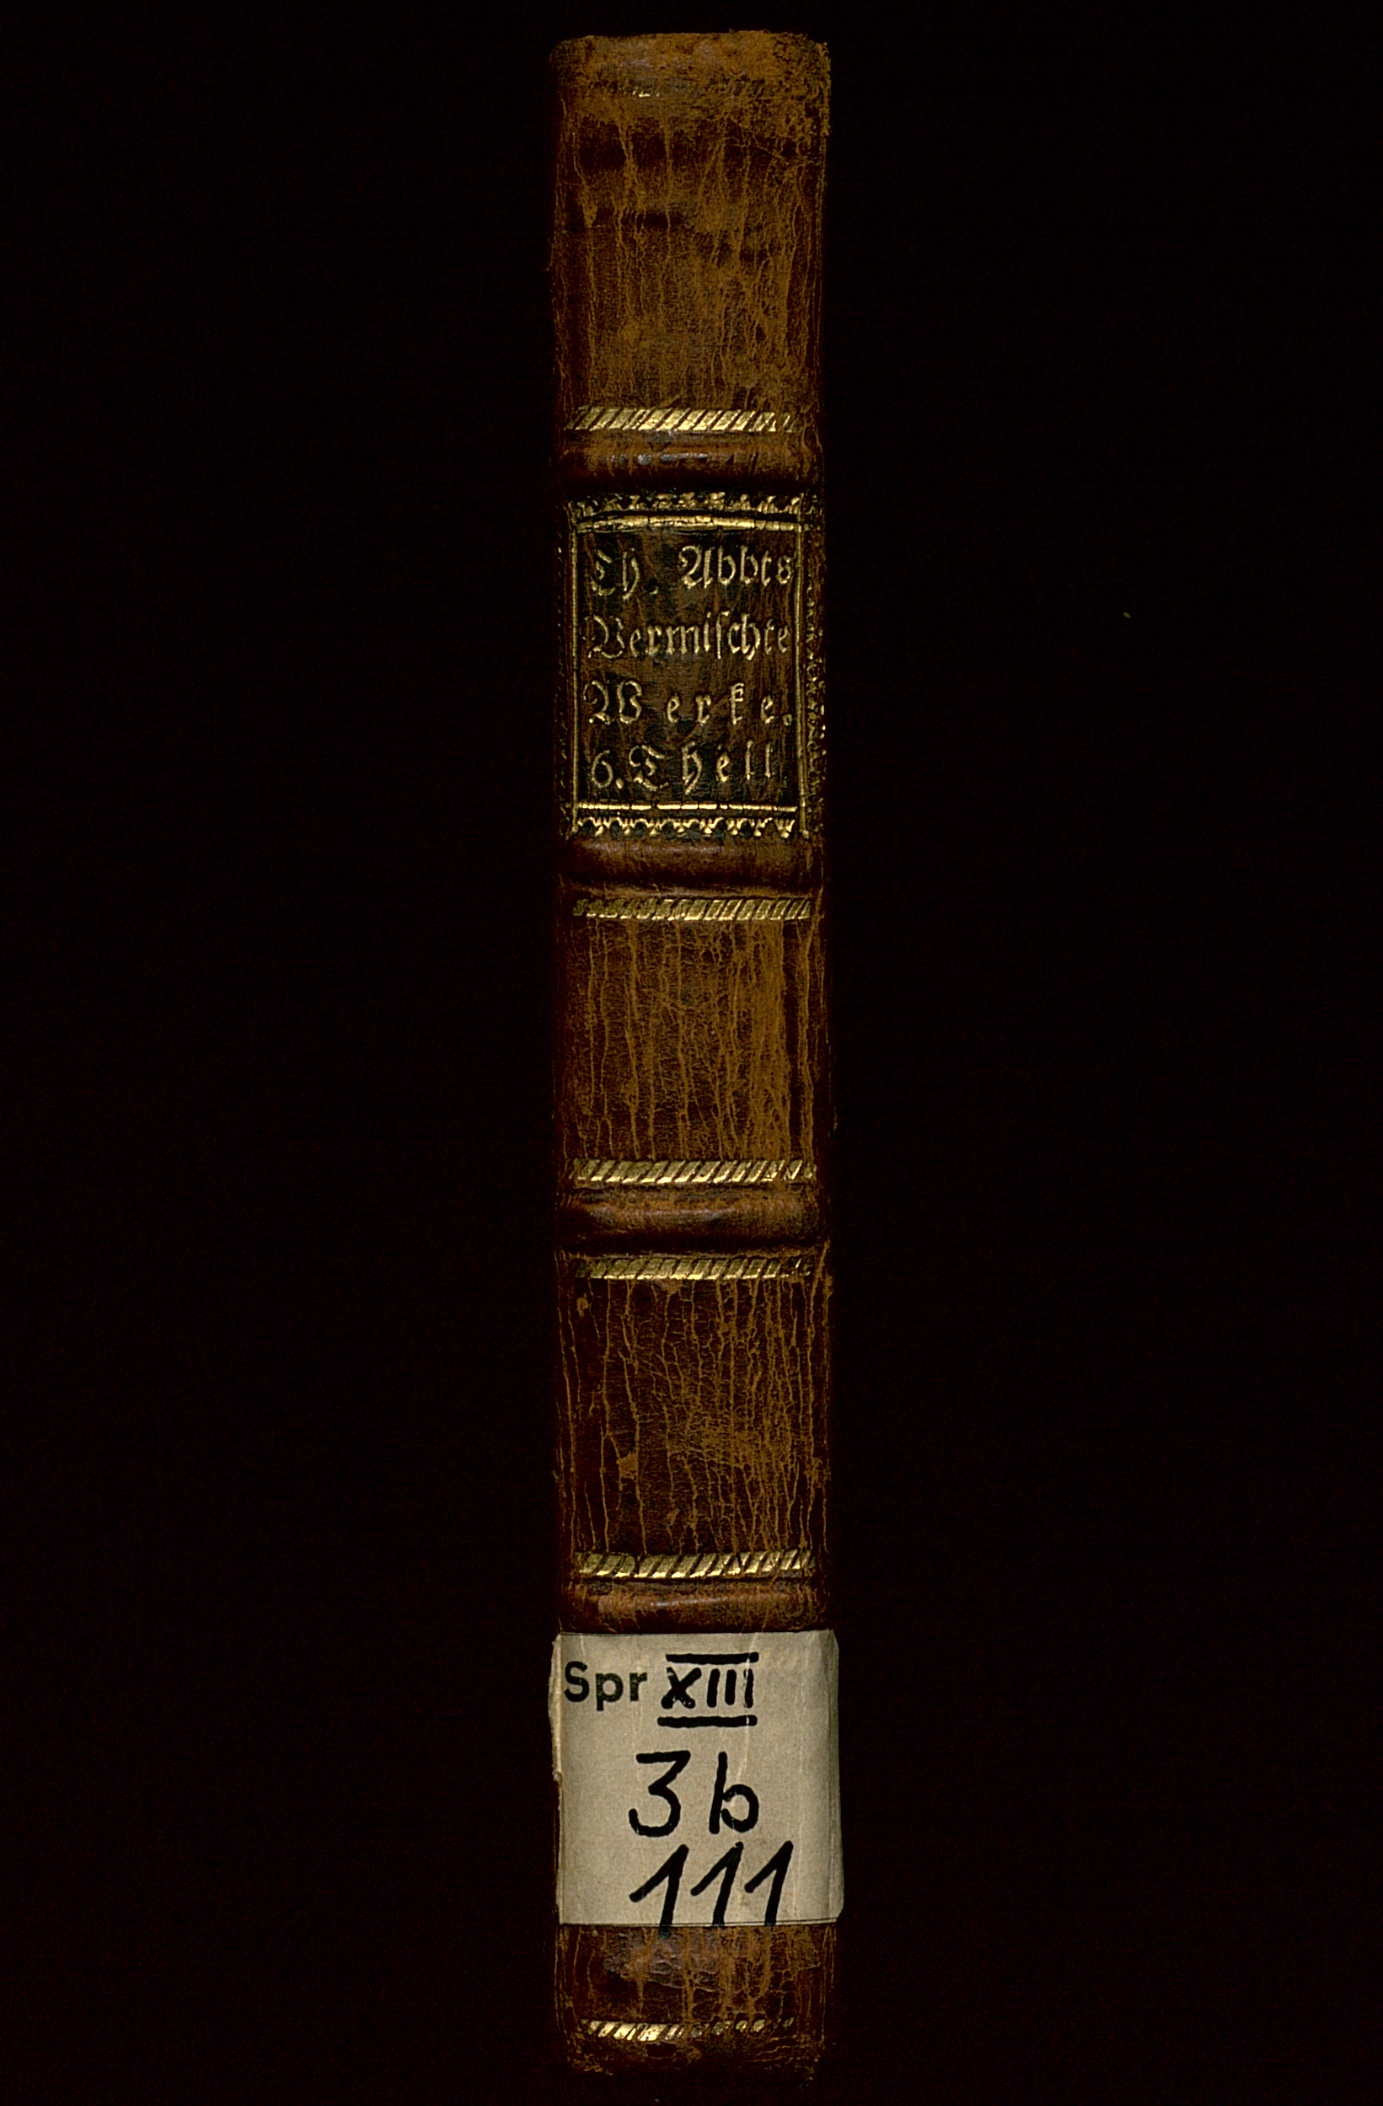 Th. Abbts
Vermischte
Werke.
6. Theil.
Spr XIII
3b
111